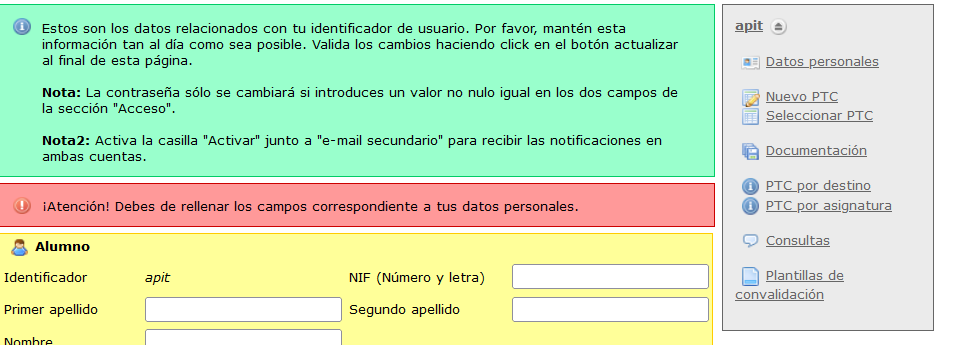 Estos son los datos relacionados con tu identificador de usuario. Por favor, mantén esta
información tan al día como sea posible. Valida los cambios haciendo click en el botón actualizar
al final de esta página.
Nota: La contraseña sólo se cambiará si introduces un valor no nulo igual en los dos campos de
la sección "Acceso".
Nota2: Activa la casilla "Activar" junto a "e-mail secundario" para recibir las notificaciones en
ambas cuentas.
¡Atención! Debes de rellenar los campos correspondiente a tus datos personales.
Alumno
Identificador apit NIF (Número y letra)
Primer apellido Segundo apellido
Nombre
apit
Datos personales
Nuevo PTC
Seleccionar PTC
Documentación
PTC por destino
PTC por asignatura
Consultas
Plantillas de
convalidación